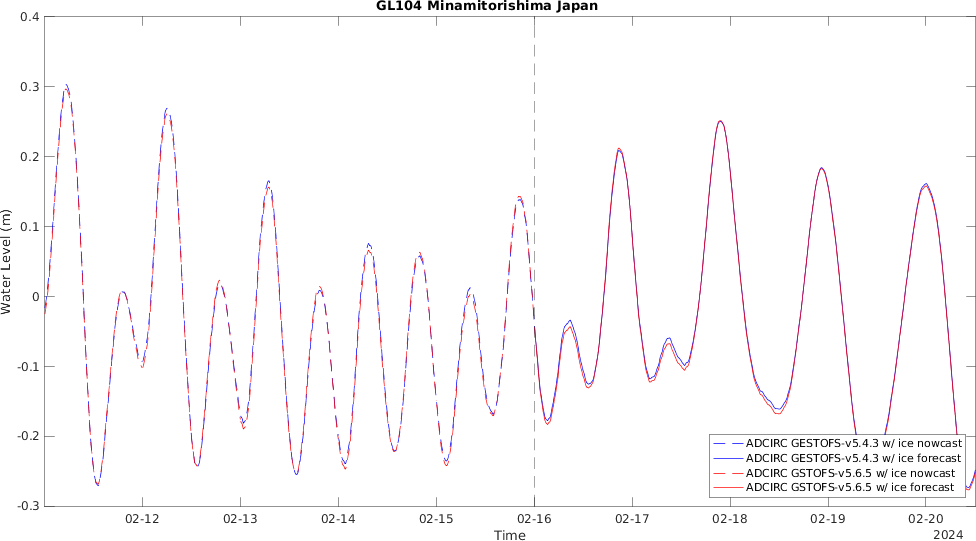 GL104 Minamitorishima Japan
0.4
0.3
0.2
0.1
0
-0.1
-0.2
-0.3
Water Level (m)
02-12 02-13 02-14 02-15 02-16 02-17 02-18 02-19 02-20
2024
Time
ADCIRC GESTOFS-v5.4.3 w/ ice nowcast
ADCIRC GESTOFS-v5.4.3 w/ ice forecast
ADCIRC GSTOFS-v5.6.5 w/ ice nowcast
ADCIRC GSTOFS-v5.6.5 w/ ice forecast